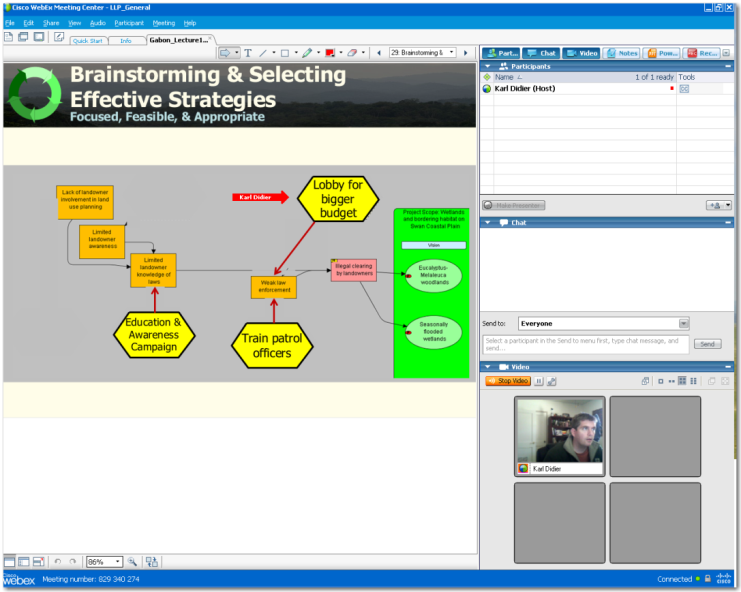 Cisco WebEx Meeting Center - LLP_General
File Edit Share View Audio Participant Meeting Help
Quick Start Info Gabon_Lecture1...
29: Brainstorming &
Part... Chat Video Notes Pow... Rec...
Brainstorming & Selecting
Effective Strategies
Focused, Feasible, & Appropriate
Lack of landowner
involvement in land
use planning
Limited
landowner
awareness
Limited
landowner
knowledge of
laws
Education &
Awareness
Campaign
Karl Didier
Lobby for
bigger
budget
Weak law
enforcement
Train patrol
officers
Illegal clearing
by landowners
Project Scope: Wetlands
and bordering habitat on
Swan Coastal Plain
Vision
Eucalyptus-
Melaleuca
woodlands
Seasonally
flooded
wetlands
Participants
Name 1 of 1 ready Tools
Karl Didier (Host)
Make Presenter
Chat
Send to: Everyone
Select a participant in the Send to menu first, type chat message, and
send...
Send
Video
Stop Video
Karl Didier
86%
Cisco
webex Meeting number: 829 340 274
Connected
cisco